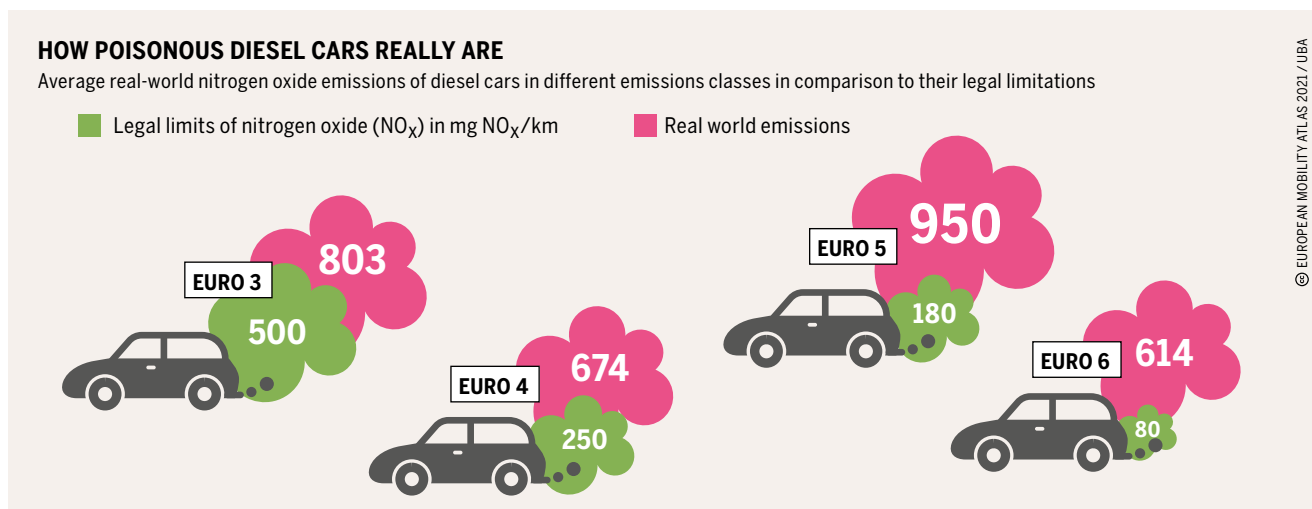 HOW POISONOUS DIESEL CARS REALLY ARE
Average real-world nitrogen oxide emissions of diesel cars in different emissions classes in comparison to their legal limitations
Legal limits of nitrogen oxide (NOX) in mg NOX/km
Real world emissions
EURO 3
803
500
EURO 4
674
250
EURO 5
950
180
EURO 6
614
80
cc EUROPEAN MOBILITY ATLAS 2021 / UBA